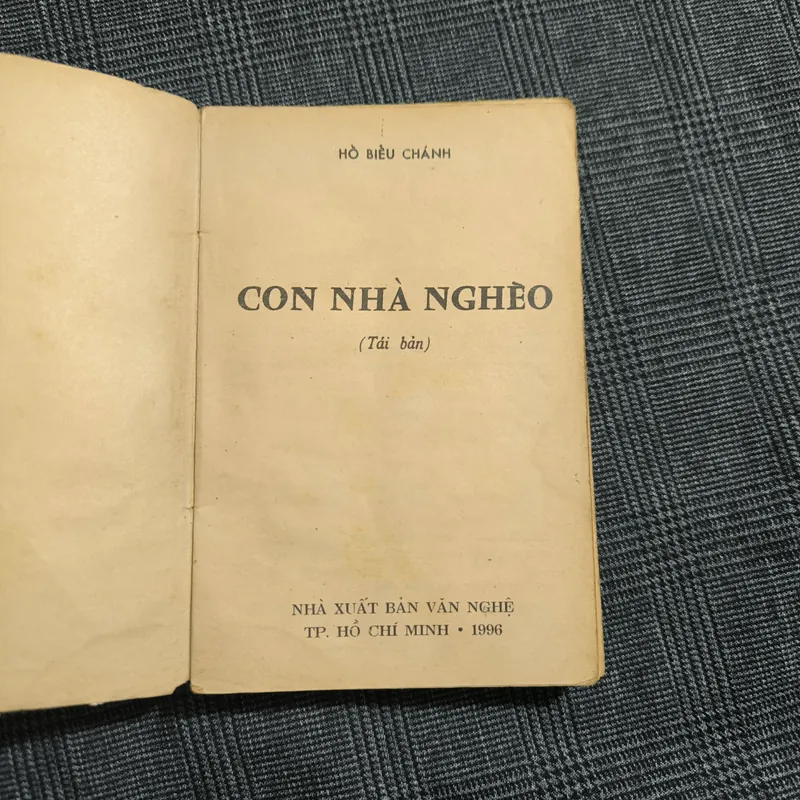 HỒ BIỂU CHÁNH
CON NHÀ NGHÈO
(Tái bản)
NHÀ XUẤT BẢN VĂN NGHỆ
TP. HỒ CHÍ MINH • 1996